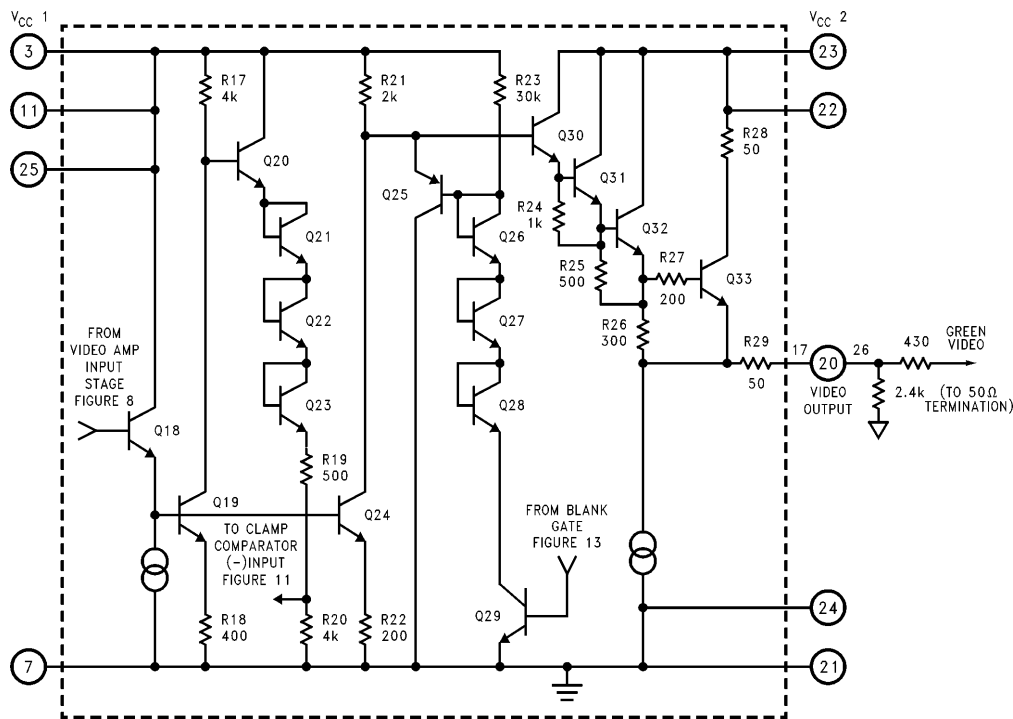 VCC 1
VCC 2
3
23
R17
4k
R21
2k
R23
30k
11
22
R28
50
Q30
Q20
25
Q25
Q31
R24
1k
Q21
Q26
Q32
R27
200
Q33
R25
500
FROM
VIDEO AMP
INPUT
STAGE
FIGURE 8
Q22
Q27
R26
300
R29
50
17
20
26
VIDEO
OUTPUT
430
GREEN
VIDEO
2.4k
(TO 50Ω
TERMINATION)
Q18
Q23
Q28
R19
500
Q19
Q24
TO CLAMP
COMPARATOR
(-)INPUT
FIGURE 11
FROM BLANK
GATE
FIGURE 13
R18
400
R20
4k
R22
200
Q29
24
7
21